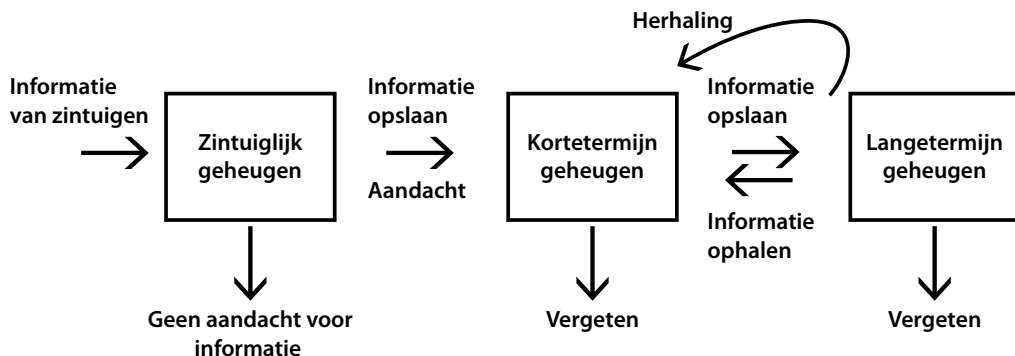 Herhaling
Informatie
van zintuigen
Zintuiglijk
geheugen
Informatie
opslaan
Aandacht
Kortetermijn
geheugen
Informatie
opslaan
Informatie
ophalen
Langetermijn
geheugen
Geen aandacht voor
informatie
Vergeten
Vergeten